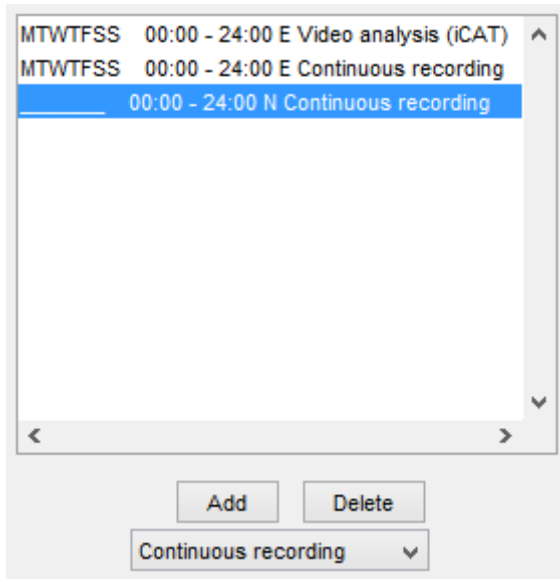 MTWTFSS 00:00 - 24:00 E Video analysis (iCAT)
MTWTFSS 00:00 - 24:00 E Continuous recording
_______ 00:00 - 24:00 N Continuous recording
Add Delete
Continuous recording